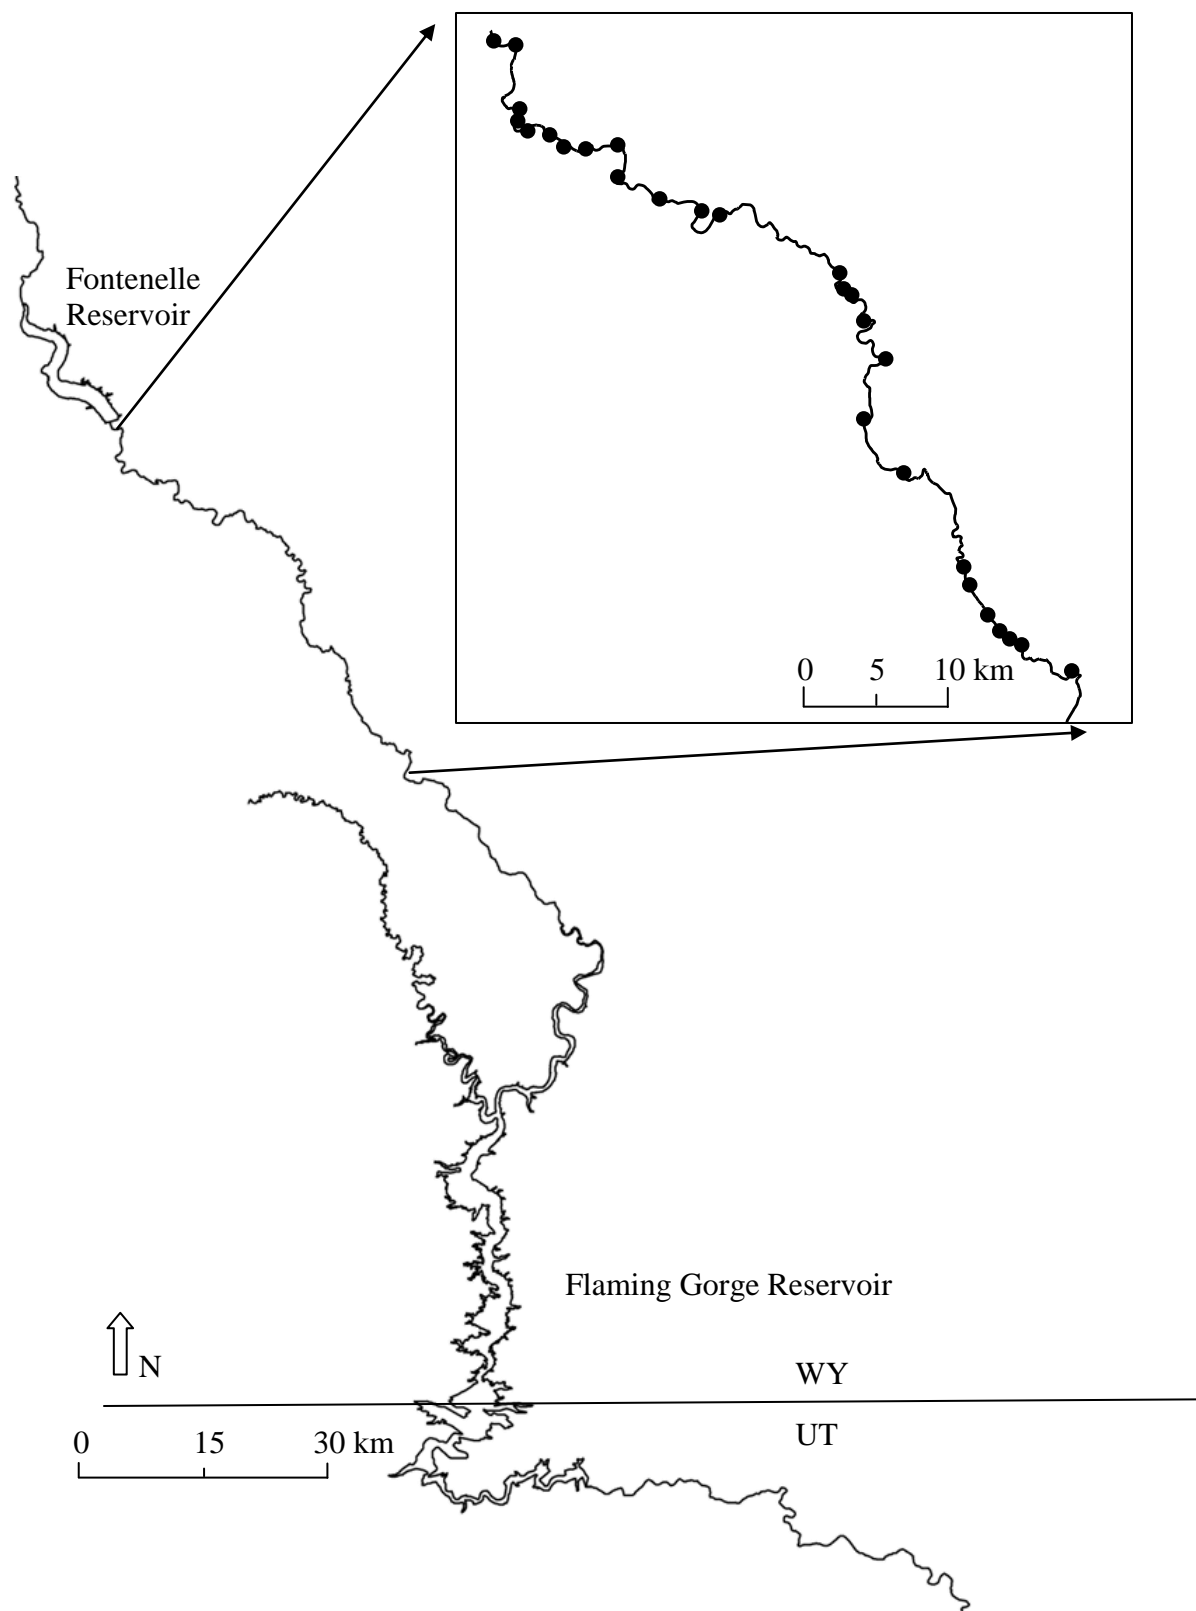 Fontenelle
Reservoir
0 5 10 km
Flaming Gorge Reservoir
N
WY
UT
0 15 30 km